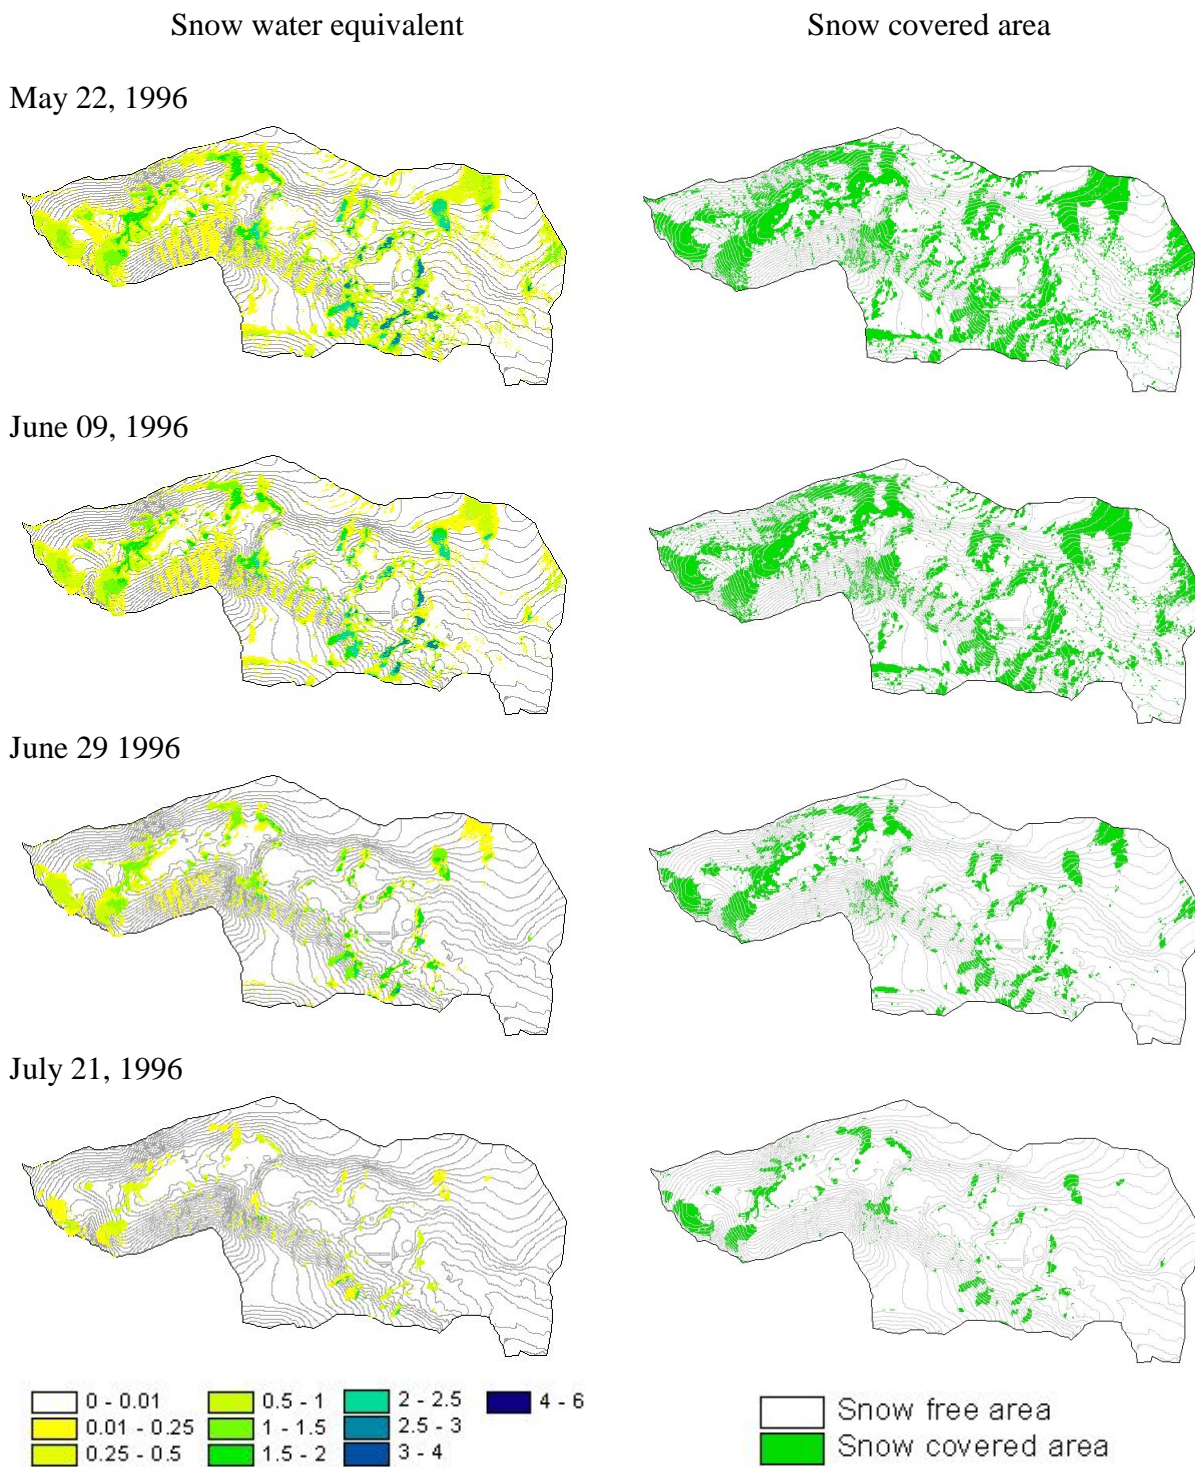 Snow water equivalent Snow covered area
May 22, 1996
June 09, 1996
June 29 1996
July 21, 1996
0 - 0.01 0.5 - 1 2 - 2.5 4 - 6
0.01 - 0.25 1 - 1.5 2.5 - 3
0.25 - 0.5 1.5 - 2 3 - 4
Snow free area
Snow covered area